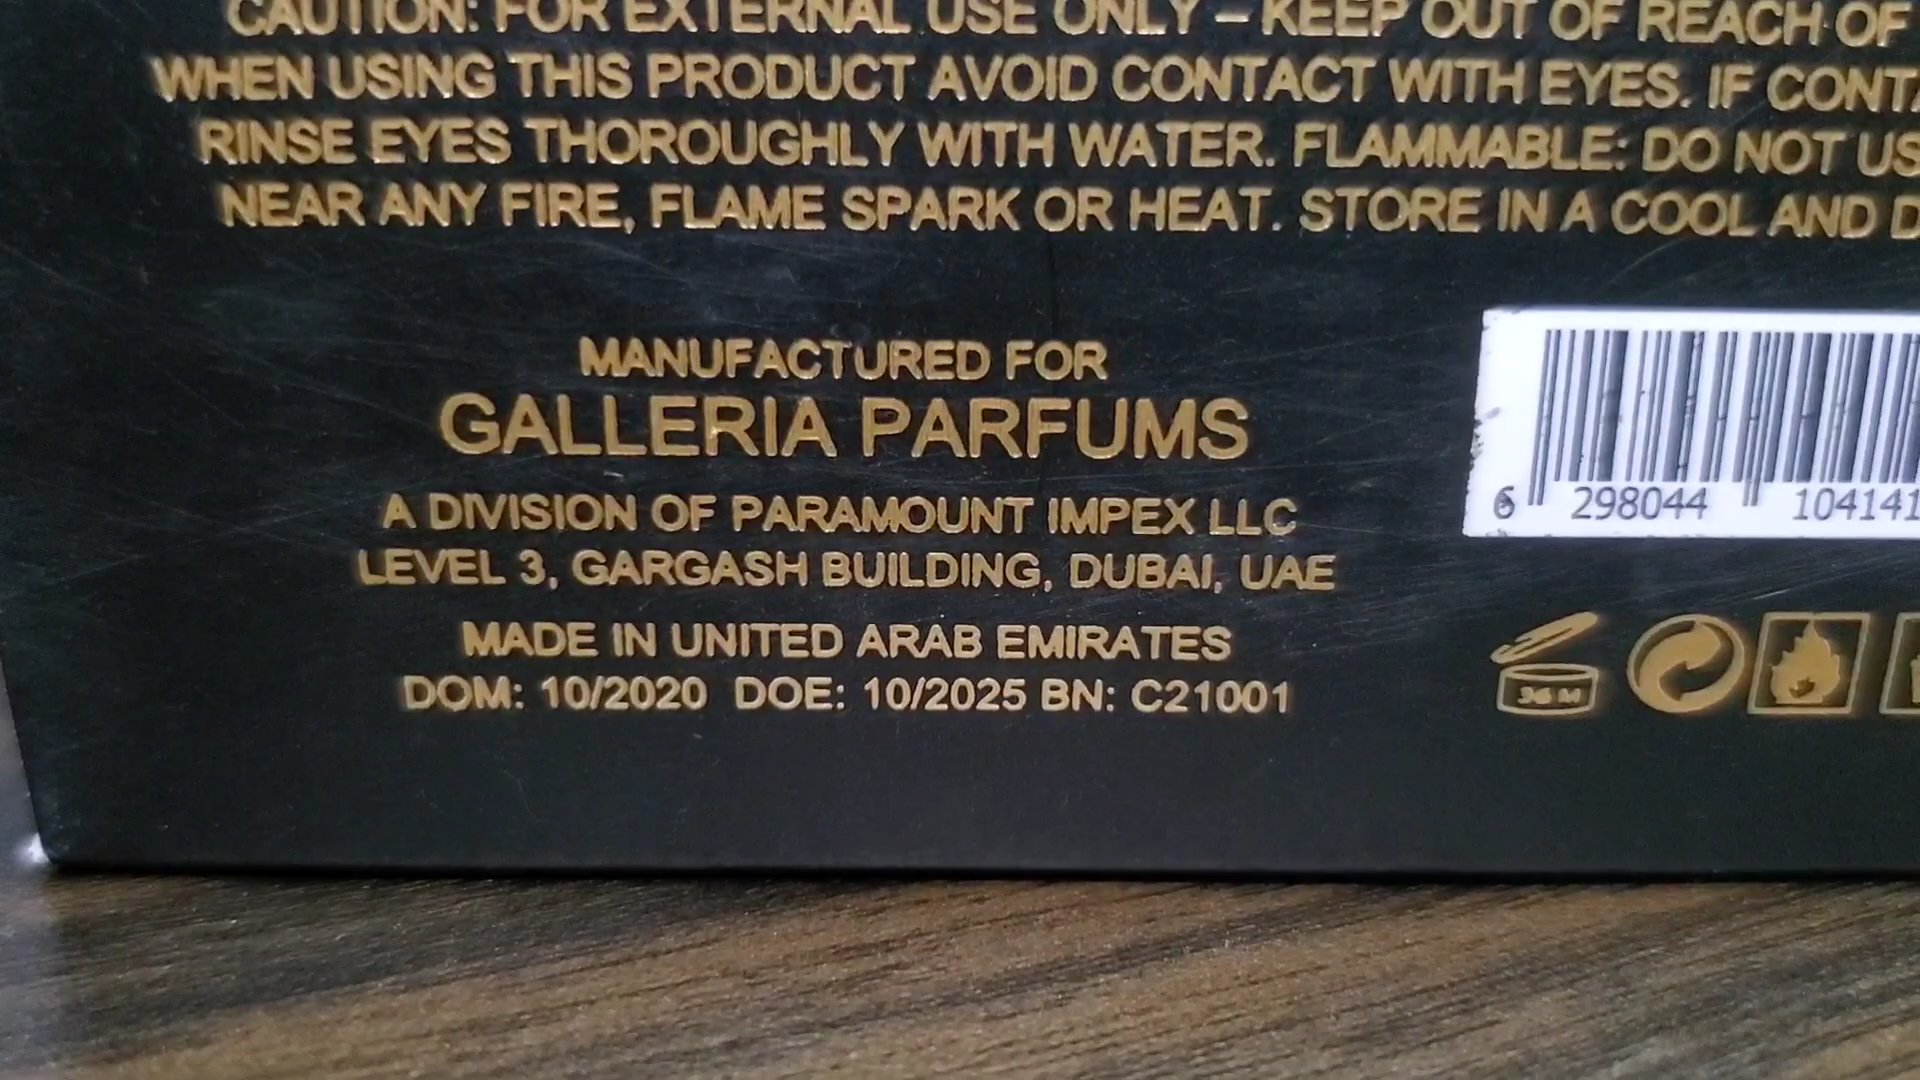 CAUTION: FOR EXTERNAL USE ONLY – KEEP OUT OF REACH OF
WHEN USING THIS PRODUCT AVOID CONTACT WITH EYES. IF
RINSE EYES THOROUGHLY WITH WATER. FLAMMABLE: DO NOT
NEAR ANY FIRE, FLAME SPARK OR HEAT. STORE IN A COOL AND
MANUFACTURED FOR
GALLERIA PARFUMS
A DIVISION OF PARAMOUNT IMPEX LLC
LEVEL 3, GARGASH BUILDING, DUBAI, UAE
MADE IN UNITED ARAB EMIRATES
DOM: 10/2020 DOE: 10/2025 BN: C21001
6 298044 104141
36 M